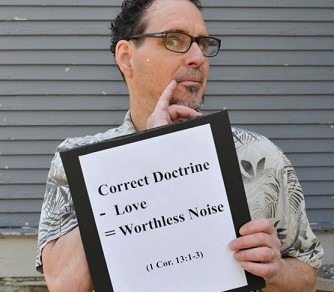 Correct Doctrine
- Love
= Worthless Noise
(1 Cor. 13:1-3)